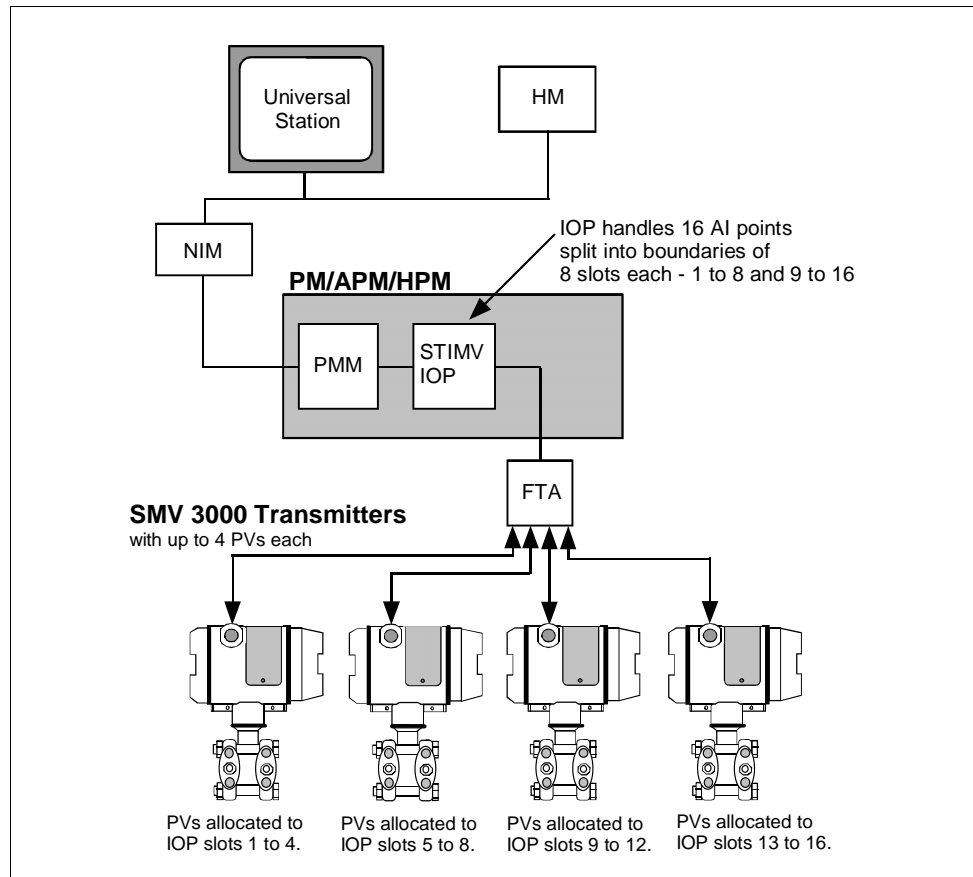 Universal
Station
HM
NIM
IOP handles 16 AI points
split into boundaries of
8 slots each - 1 to 8 and 9 to 16
PM/APM/HPM
PMM
STIMV
IOP
FTA
SMV 3000 Transmitters
with up to 4 PVs each
PVs allocated to
IOP slots 1 to 4.
PVs allocated to
IOP slots 5 to 8.
PVs allocated to
IOP slots 9 to 12.
PVs allocated to
IOP slots 13 to 16.